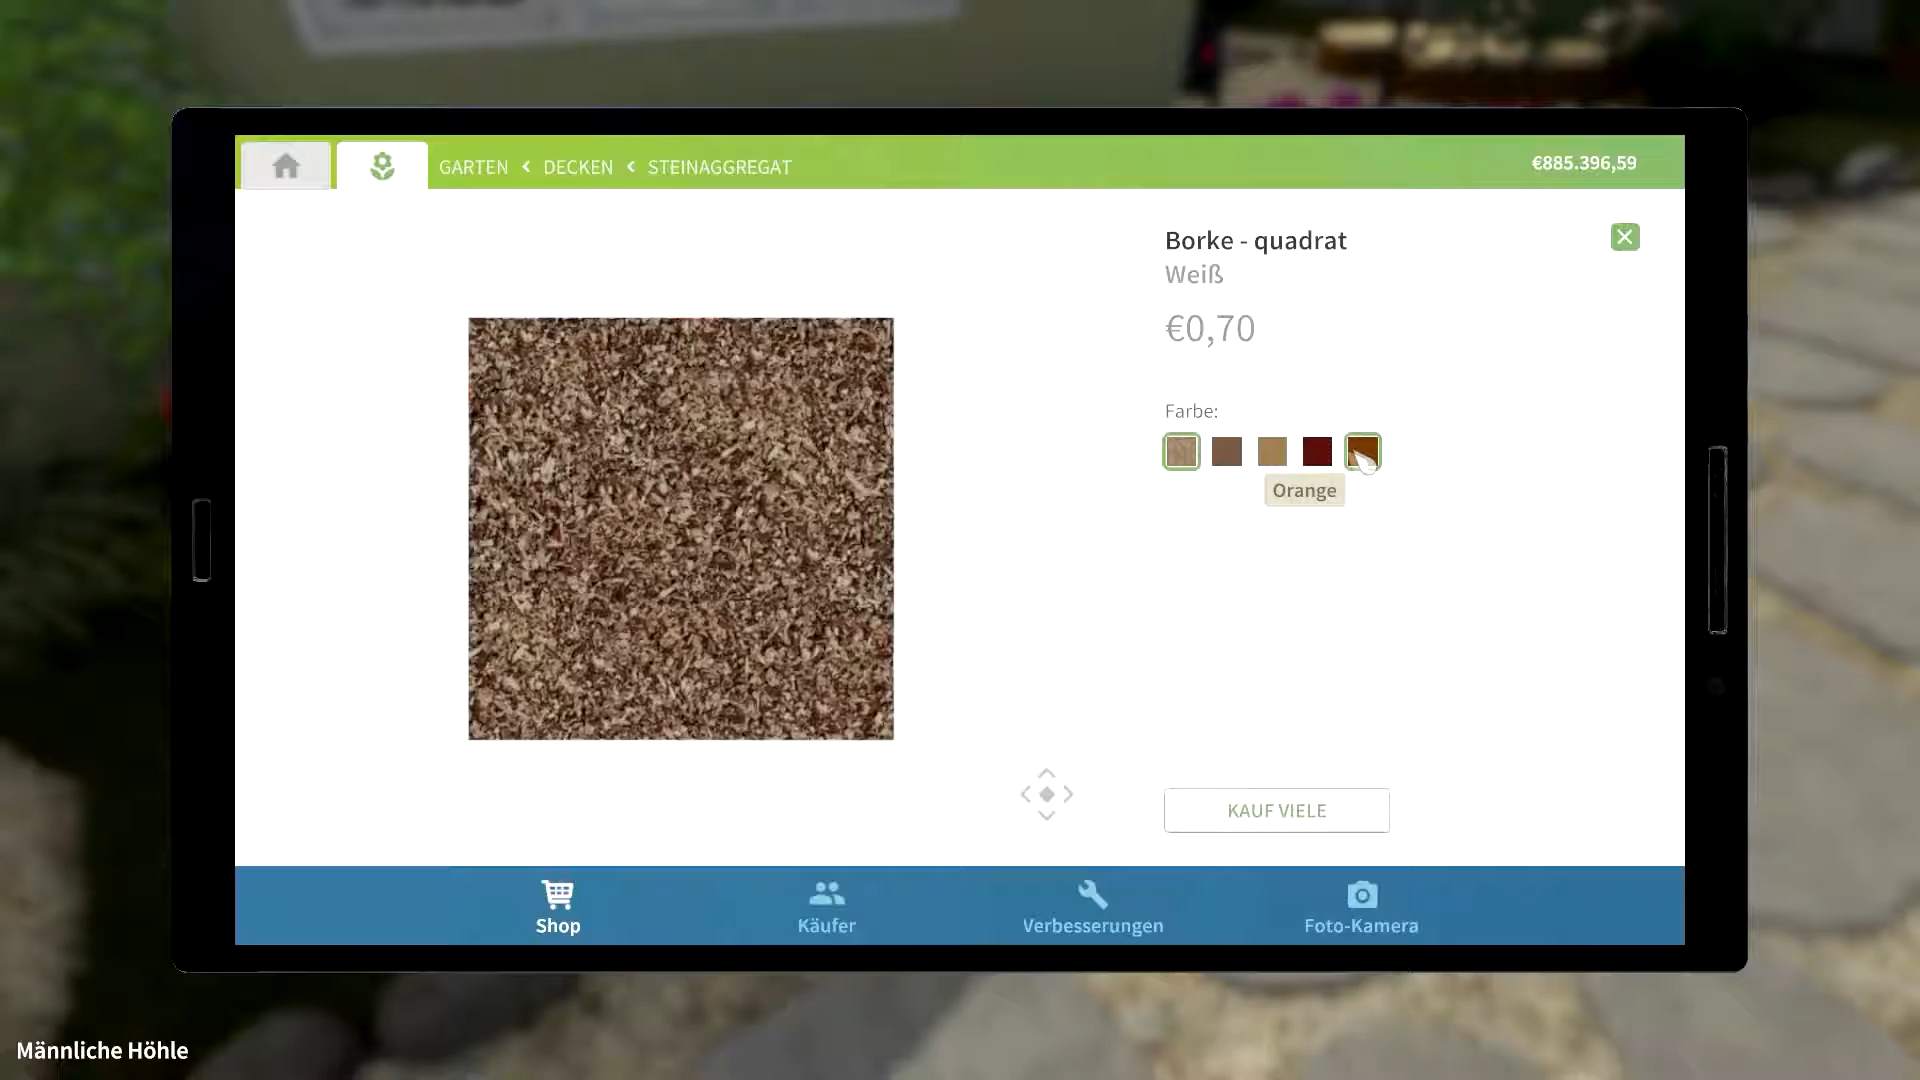 GARTEN < DECKEN < STEINAGGREGAT
€885.396,59
Borke - quadrat
Weiß
€0,70
Farbe:
Orange
KAUF VIELE
Shop
Käufer
Verbesserungen
Foto-Kamera
Männliche Höhle